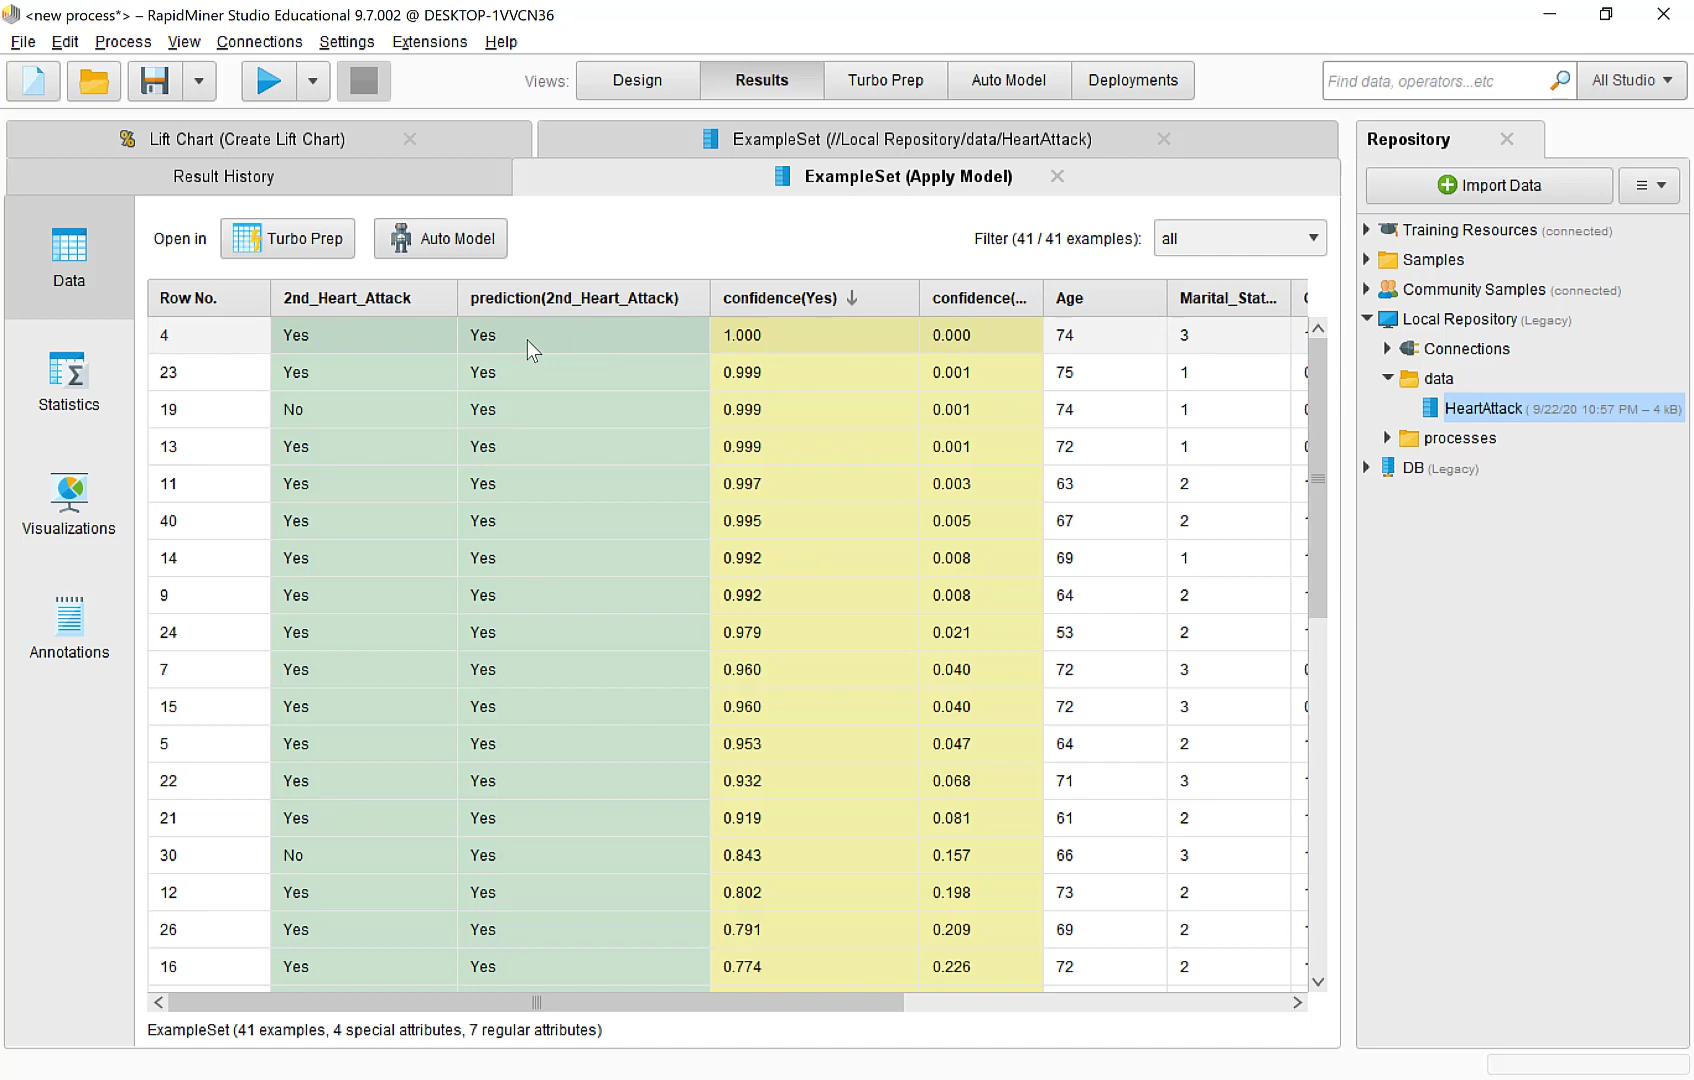 <new process*> – RapidMiner Studio Educational 9.7.002 @ DESKTOP-1VVCN36
File Edit Process View Connections Settings Extensions Help
Views: Design Results Turbo Prep Auto Model Deployments Find data, operators...etc All Studio
Lift Chart (Create Lift Chart) ExampleSet (//Local Repository/data/HeartAttack)
Result History ExampleSet (Apply Model)
Open in Turbo Prep Auto Model Filter (41 / 41 examples): all
Row No. 2nd_Heart_Attack prediction(2nd_Heart_Attack) confidence(Yes) confidence(... Age Marital_Stat...
4 Yes Yes 1.000 0.000 74 3
23 Yes Yes 0.999 0.001 75 1
19 No Yes 0.999 0.001 74 1
13 Yes Yes 0.999 0.001 72 1
11 Yes Yes 0.997 0.003 63 2
40 Yes Yes 0.995 0.005 67 2
14 Yes Yes 0.992 0.008 69 1
9 Yes Yes 0.992 0.008 64 2
24 Yes Yes 0.979 0.021 53 2
7 Yes Yes 0.960 0.040 72 3
15 Yes Yes 0.960 0.040 72 3
5 Yes Yes 0.953 0.047 64 2
22 Yes Yes 0.932 0.068 71 3
21 Yes Yes 0.919 0.081 61 2
30 No Yes 0.843 0.157 66 3
12 Yes Yes 0.802 0.198 73 2
26 Yes Yes 0.791 0.209 69 2
16 Yes Yes 0.774 0.226 72 2
ExampleSet (41 examples, 4 special attributes, 7 regular attributes)
Data
Statistics
Visualizations
Annotations
Repository
Import Data
Training Resources (connected)
Samples
Community Samples (connected)
Local Repository (Legacy)
Connections
data
HeartAttack ( 9/22/20 10:57 PM – 4 kB)
processes
DB (Legacy)